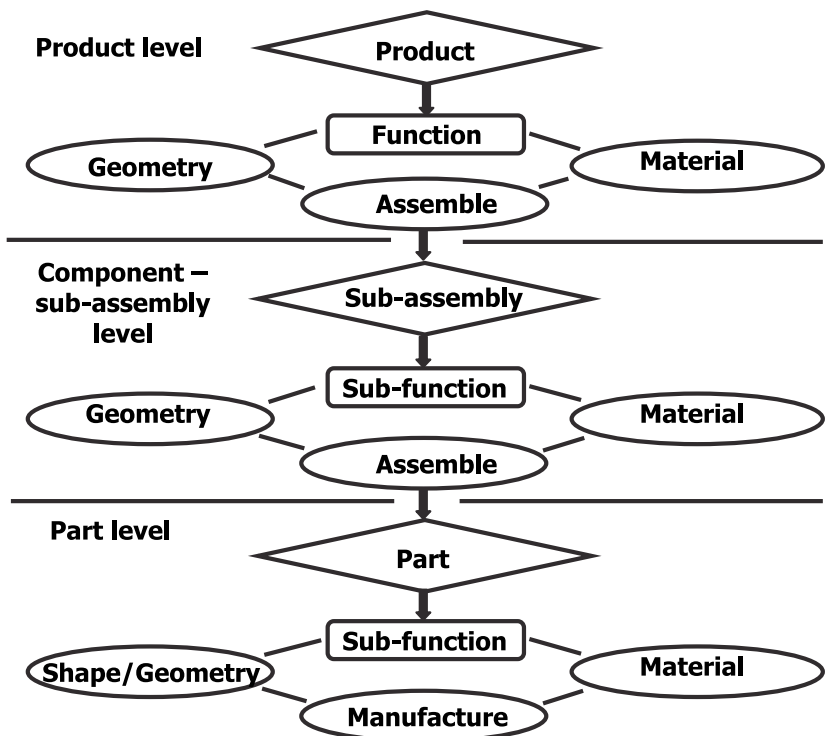 Product level
Product
Function
Geometry
Material
Assemble
Component –
sub-assembly
level
Sub-assembly
Sub-function
Geometry
Material
Assemble
Part level
Part
Sub-function
Shape/Geometry
Material
Manufacture